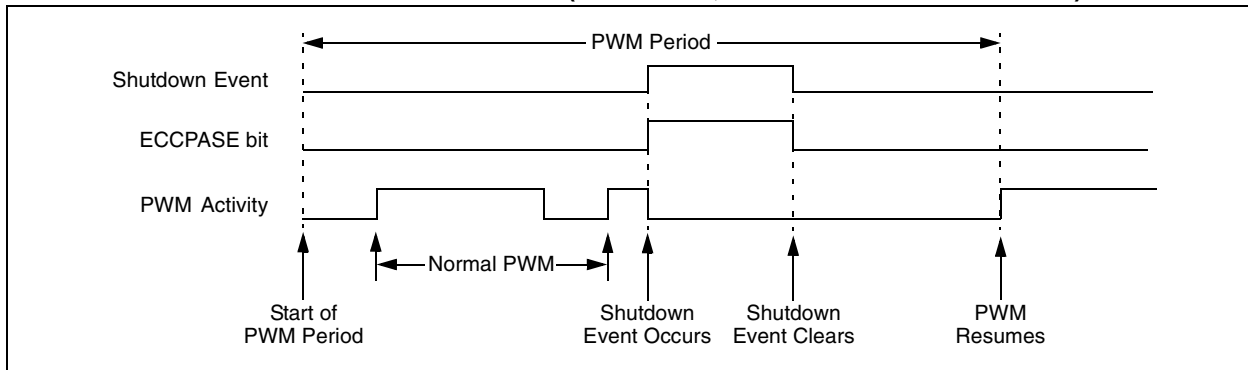 PWM Period
Shutdown Event
ECCPASE bit
PWM Activity
Normal PWM
Start of
PWM Period
Shutdown
Event Occurs
Shutdown
Event Clears
PWM
Resumes